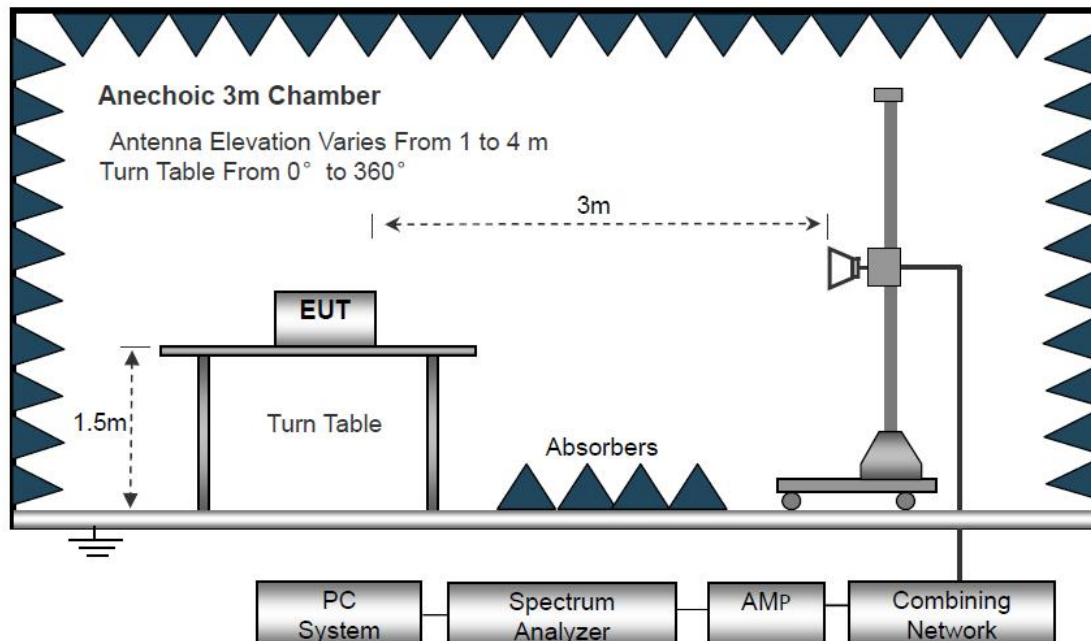 Anechoic 3m Chamber
Antenna Elevation Varies From 1 to 4 m
Turn Table From 0° to 360°
3m
EUT
1.5m
Turn Table
Absorbers
PC
System
Spectrum
Analyzer
AMP
Combining
Network